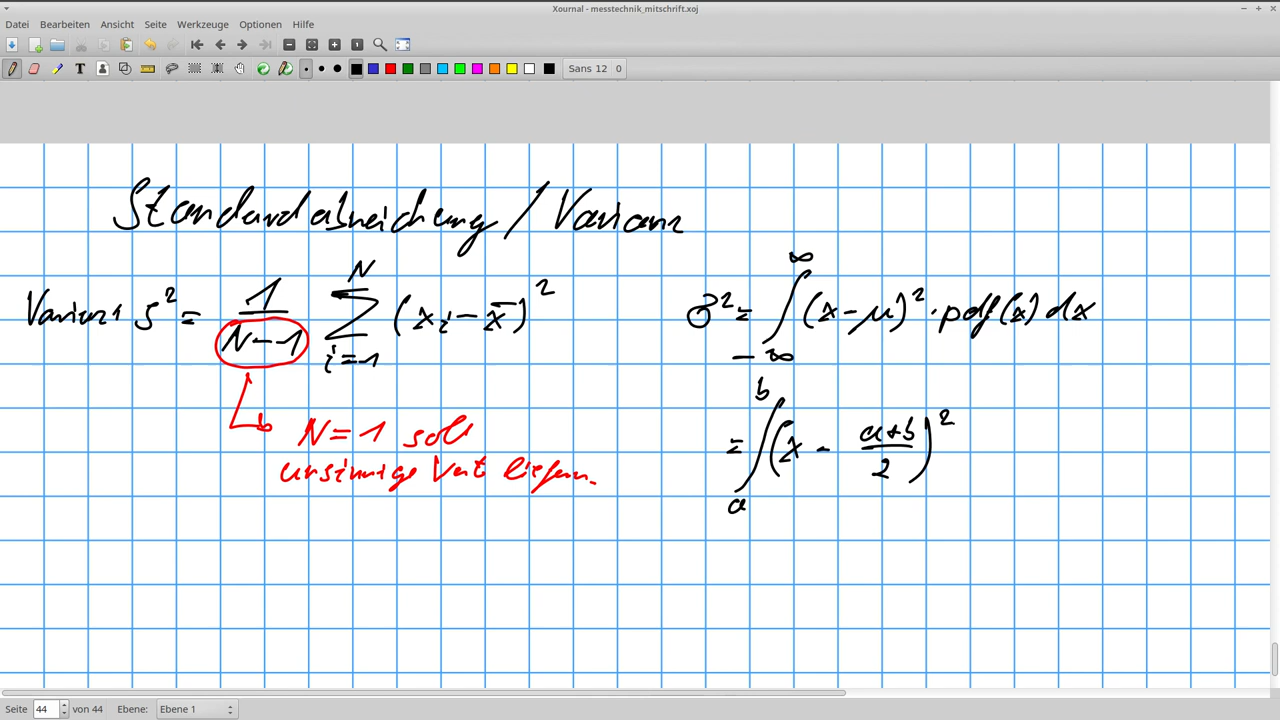 Xournal - messtechnik_mitschrift.xoj
Datei Bearbeiten Ansicht Seite Werkzeuge Optionen Hilfe
Sans 12 0
Standardabweichung / Varianz
Varianz s² = 1/(N-1) ∑_{i=1}^{N} (x_i - x̄)²
N=1 soll
unsinnige Wert liefern.
σ² = ∫_{-∞}^{∞} (x-μ)² · pdf(x) dx
= ∫_a^b (x - (a+b)/2)²
Seite 44 von 44 Ebene: Ebene 1